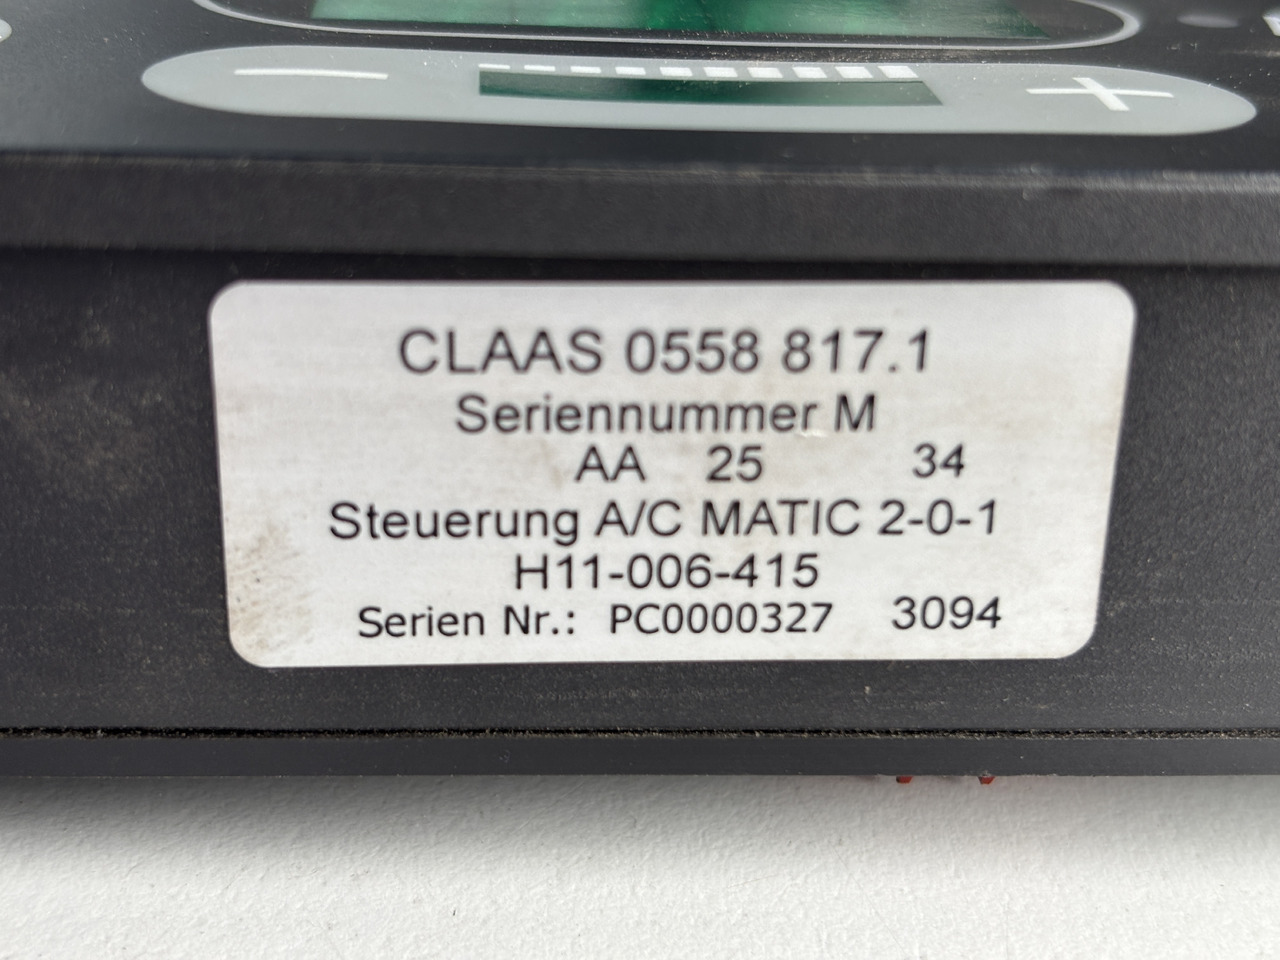 CLAAS 0558 817.1
Seriennummer M
AA 25 34
Steuerung A/C MATIC 2-0-1
H11-006-415
Serien Nr.: PC0000327 3094